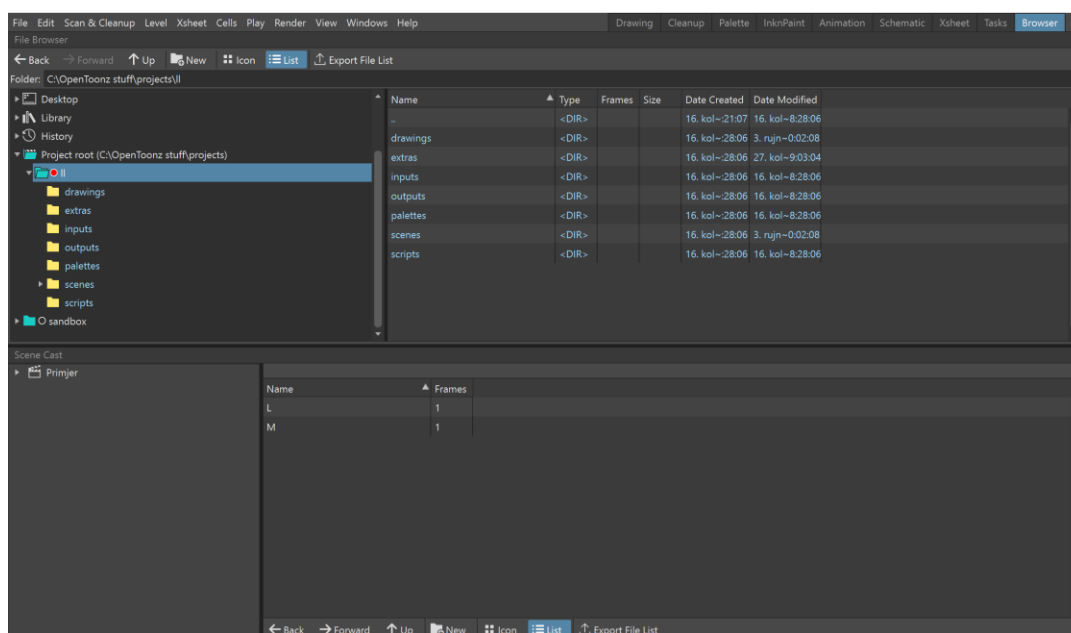 File Edit Scan & Cleanup Level Xsheet Cells Play Render View Windows Help Drawing Cleanup Palette InknPaint Animation Schematic Xsheet Tasks Browser
File Browser
Back Forward Up New Icon List Export File List
Folder: C:\OpenToonz stuff\projects\ll
Desktop
Library
History
Project root (C:\OpenToonz stuff\projects)
ll
drawings
extras
inputs
outputs
palettes
scenes
scripts
O sandbox
Name Type Frames Size Date Created Date Modified
.. <DIR> 16. kol~:21:07 16. kol~8:28:06
drawings <DIR> 16. kol~:28:06 3. rujn~0:02:08
extras <DIR> 16. kol~:28:06 27. kol~9:03:04
inputs <DIR> 16. kol~:28:06 16. kol~8:28:06
outputs <DIR> 16. kol~:28:06 16. kol~8:28:06
palettes <DIR> 16. kol~:28:06 16. kol~8:28:06
scenes <DIR> 16. kol~:28:06 3. rujn~0:02:08
scripts <DIR> 16. kol~:28:06 16. kol~8:28:06
Scene Cast
Primjer
Name Frames
L 1
M 1
Back Forward Up New Icon List Export File List